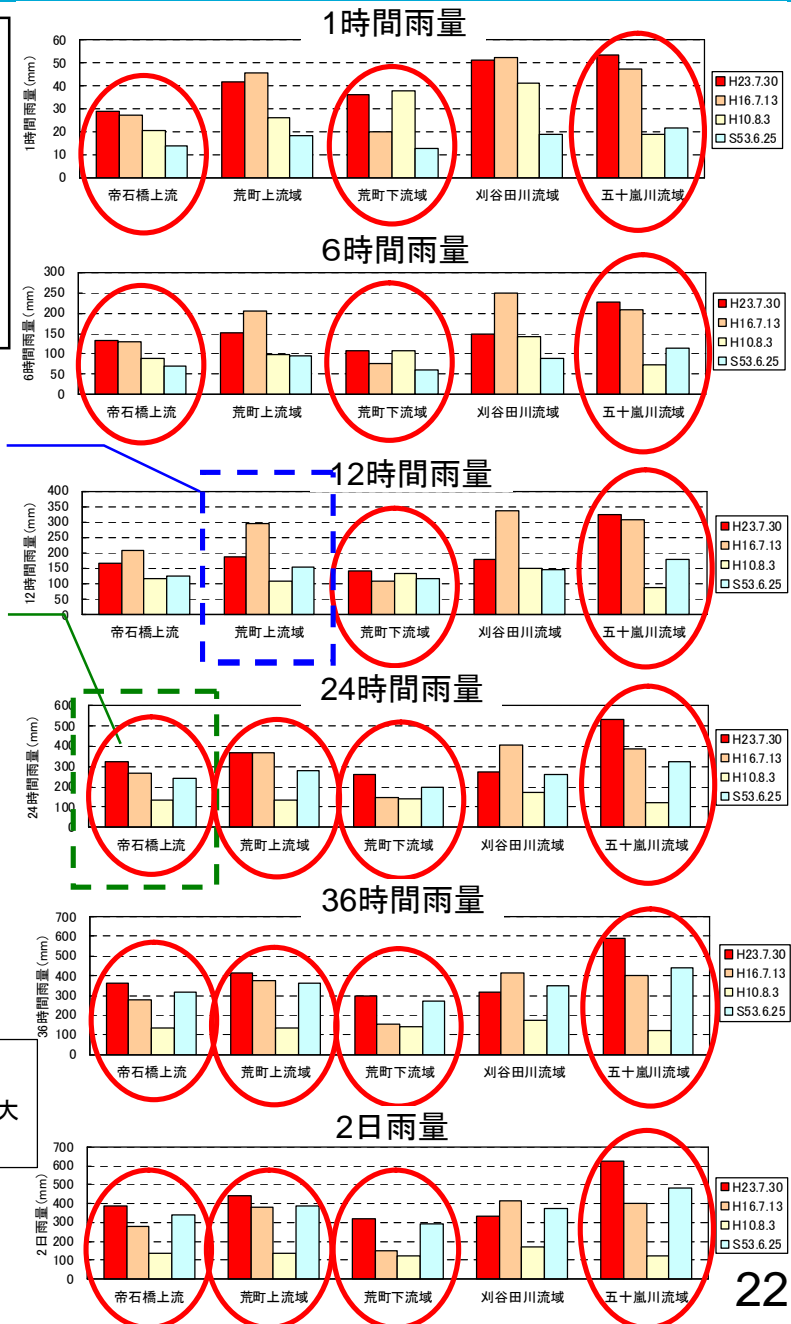 1時間雨量
1時間雨量(mm)
60
50
40
30
20
10
0
帝石橋上流 荒町上流域 荒町下流域 刈谷田川流域 五十嵐川流域
H23.7.30
H16.7.13
H10.8.3
S53.6.25
6時間雨量
6時間雨量(mm)
300
250
200
150
100
50
0
帝石橋上流 荒町上流域 荒町下流域 刈谷田川流域 五十嵐川流域
H23.7.30
H16.7.13
H10.8.3
S53.6.25
12時間雨量
12時間雨量(mm)
400
350
300
250
200
150
100
50
0
帝石橋上流 荒町上流域 荒町下流域 刈谷田川流域 五十嵐川流域
H23.7.30
H16.7.13
H10.8.3
S53.6.25
24時間雨量
24時間雨量(mm)
600
500
400
300
200
100
0
帝石橋上流 荒町上流域 荒町下流域 刈谷田川流域 五十嵐川流域
H23.7.30
H16.7.13
H10.8.3
S53.6.25
36時間雨量
36時間雨量(mm)
700
600
500
400
300
200
100
0
帝石橋上流 荒町上流域 荒町下流域 刈谷田川流域 五十嵐川流域
H23.7.30
H16.7.13
H10.8.3
S53.6.25
大
2日雨量
2日雨量(mm)
700
600
500
400
300
200
100
0
帝石橋上流 荒町上流域 荒町下流域 刈谷田川流域 五十嵐川流域
H23.7.30
H16.7.13
H10.8.3
S53.6.25
22